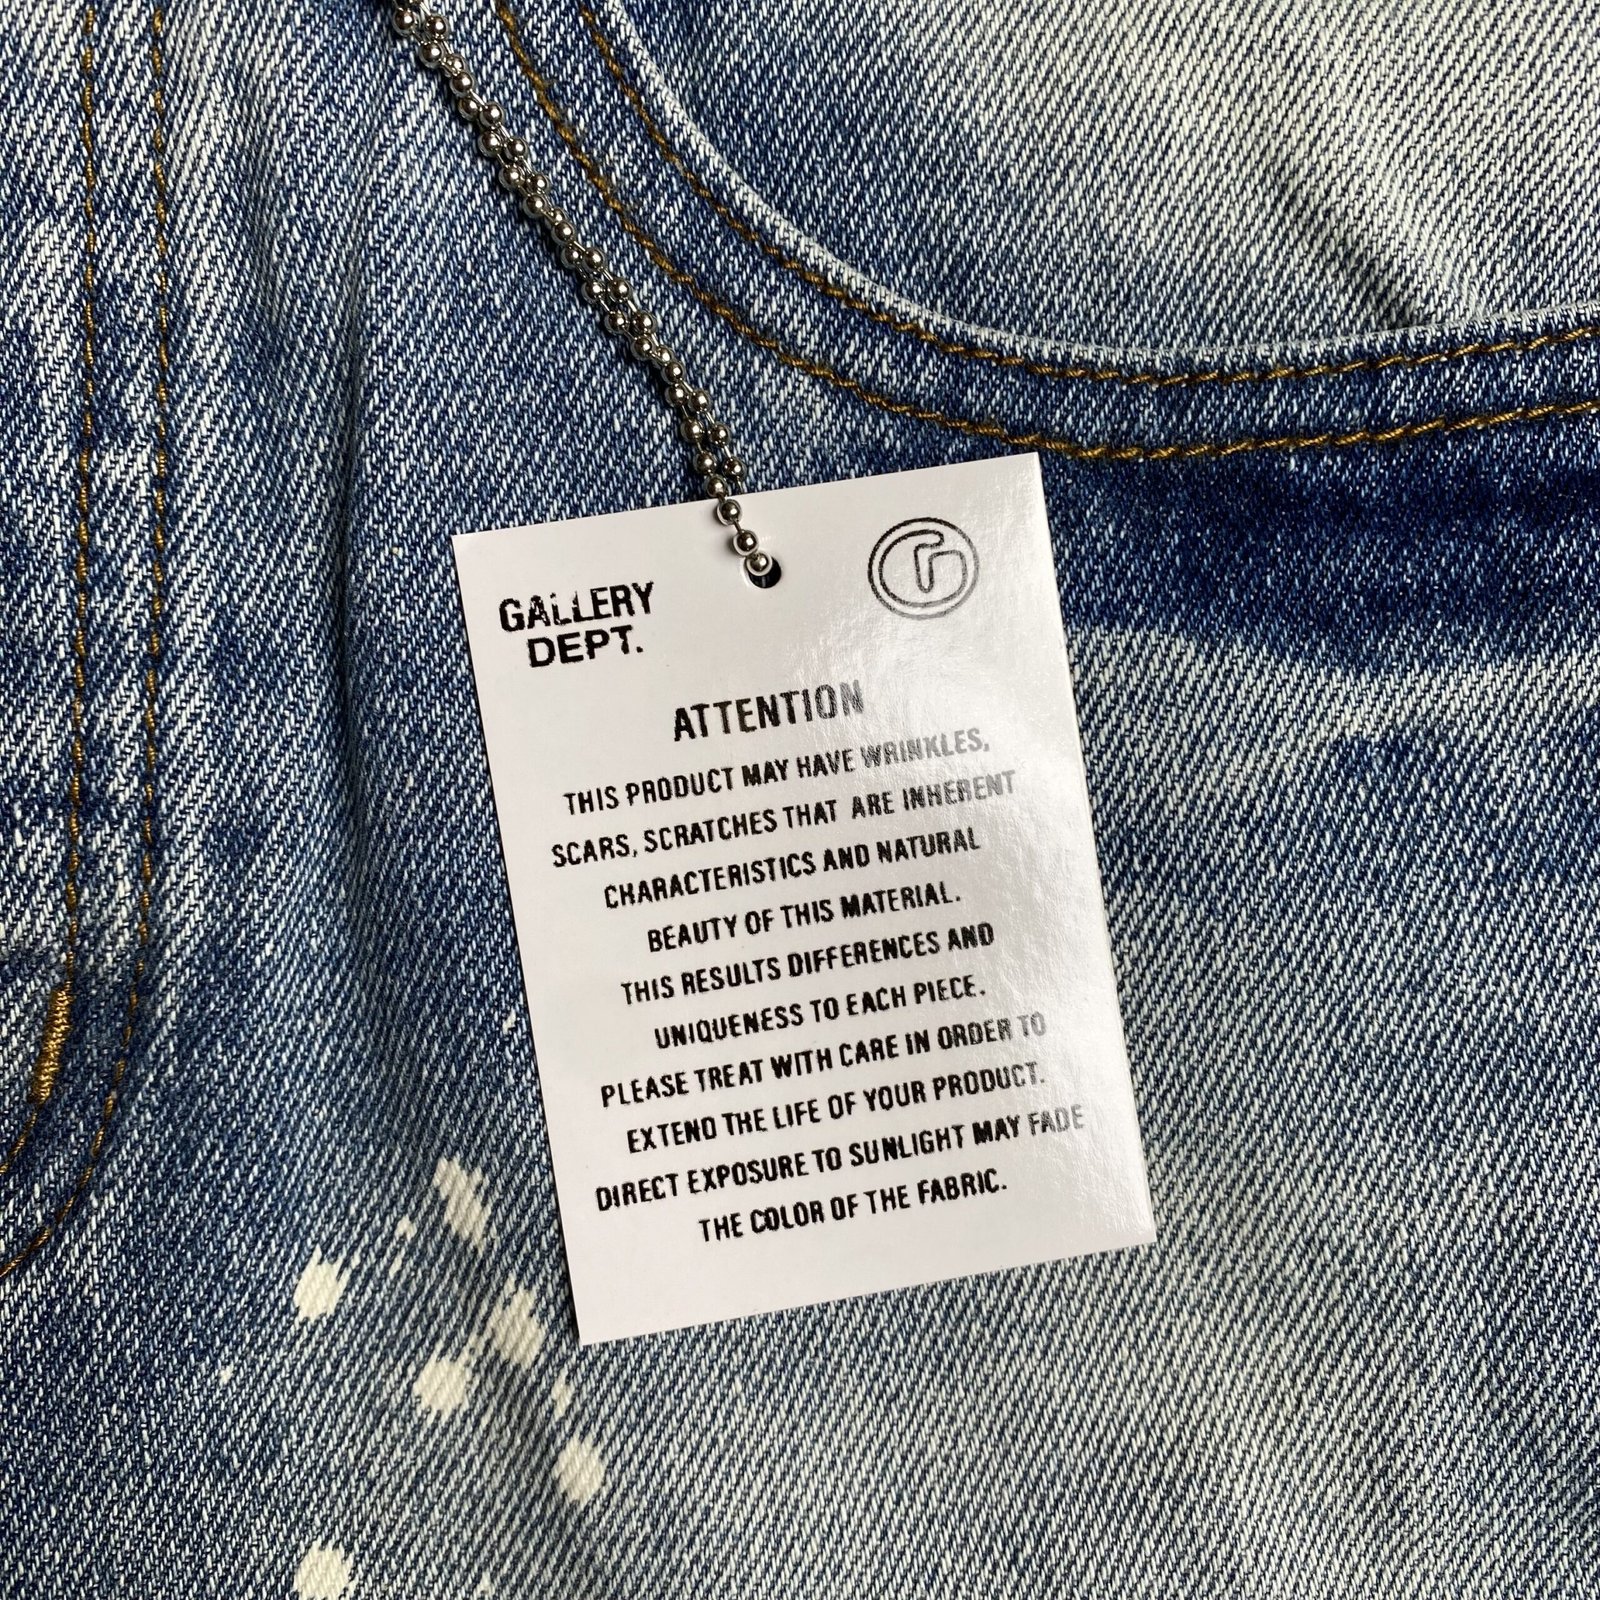 GALLERY
DEPT.
ATTENTION
THIS PRODUCT MAY HAVE WRINKLES,
SCARS, SCRATCHES THAT ARE INHERENT
CHARACTERISTICS AND NATURAL
BEAUTY OF THIS MATERIAL.
THIS RESULTS DIFFERENCES AND
UNIQUENESS TO EACH PIECE.
PLEASE TREAT WITH CARE IN ORDER TO
EXTEND THE LIFE OF YOUR PRODUCT.
DIRECT EXPOSURE TO SUNLIGHT MAY FADE
THE COLOR OF THE FABRIC.